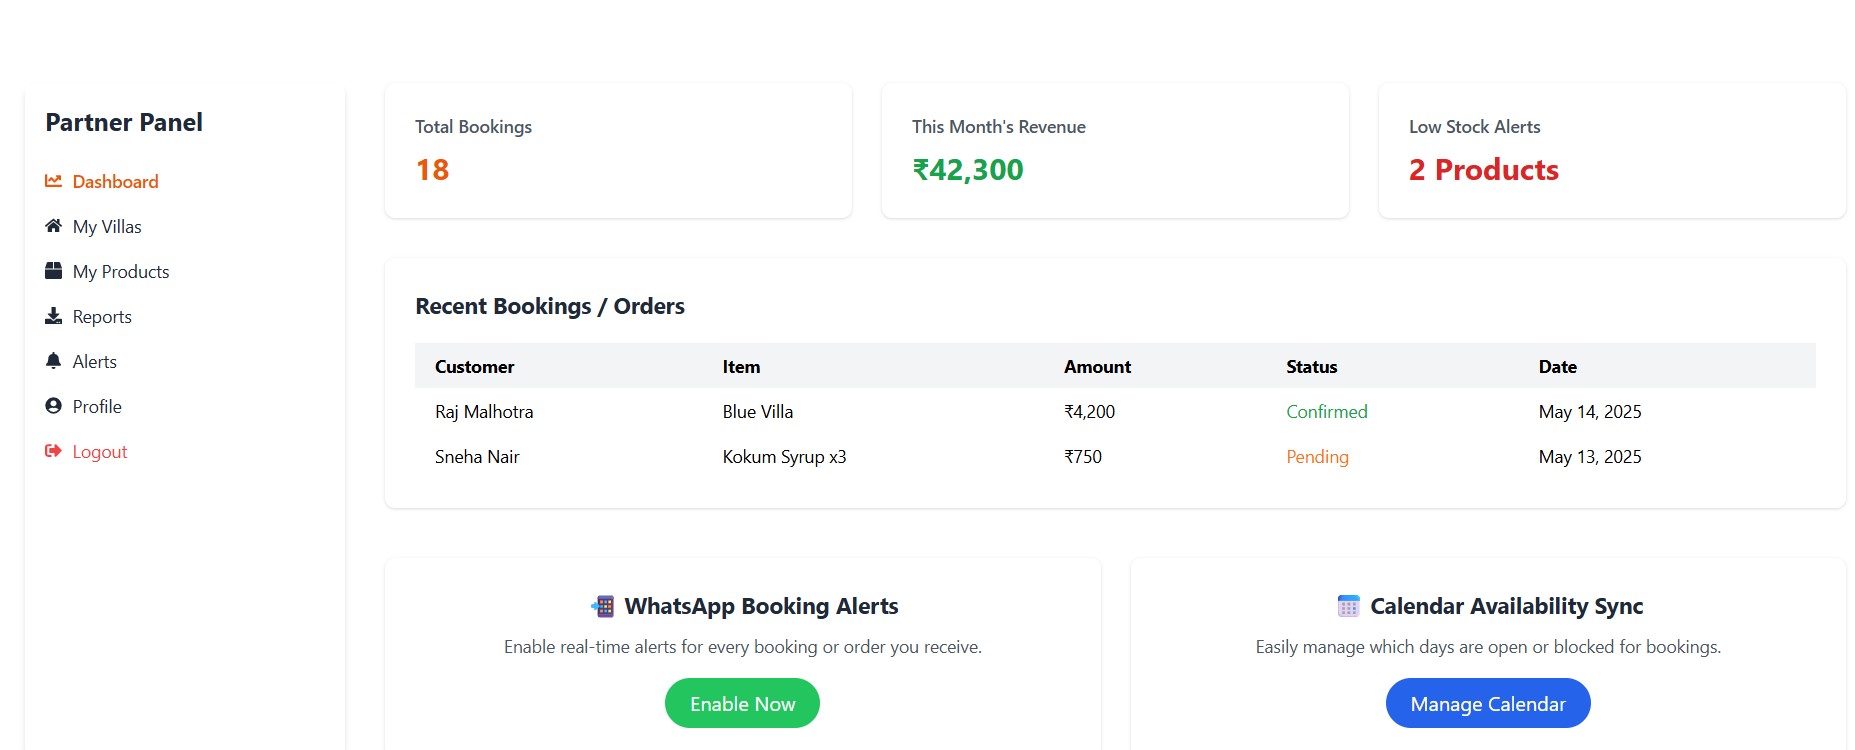 Partner Panel
Dashboard
My Villas
My Products
Reports
Alerts
Profile
Logout
Total Bookings
18
This Month's Revenue
₹42,300
Low Stock Alerts
2 Products
Recent Bookings / Orders
Customer Item Amount Status Date
Raj Malhotra Blue Villa ₹4,200 Confirmed May 14, 2025
Sneha Nair Kokum Syrup x3 ₹750 Pending May 13, 2025
WhatsApp Booking Alerts
Enable real-time alerts for every booking or order you receive.
Enable Now
Calendar Availability Sync
Easily manage which days are open or blocked for bookings.
Manage Calendar